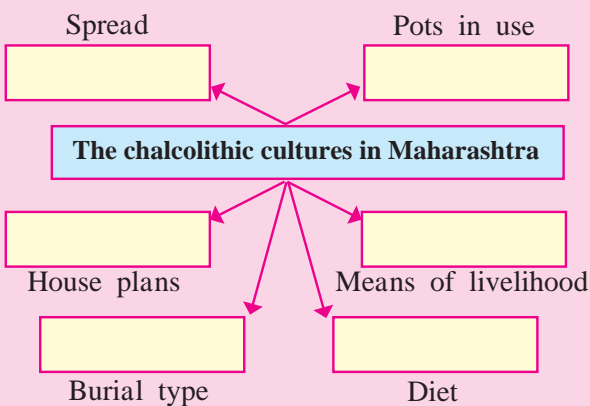 Spread
Pots in use
The chalcolithic cultures in Maharashtra
House plans
Means of livelihood
Burial type
Diet